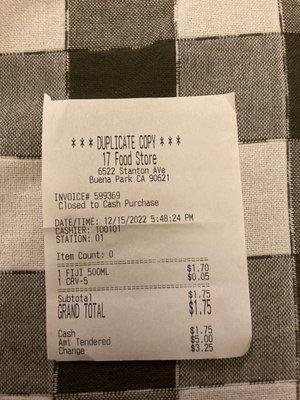 * * * DUPLICATE COPY * * *
17 Food Store
6522 Stanton AVe
Buena Park CA 90621
INVOICE# 599369
Closed to Cash Purchase
DATE/TIME: 12/15/2022 5:48:24 PM
CASHIER: 100101
STATION: 01
Item Count: 0
1 FIJI 500ML $1.70
1 CRV-5 $0.05
Subtotal $1.75
GRAND TOTAL $1.75
Cash $1.75
Amt Tendered $5.00
Change $3.25